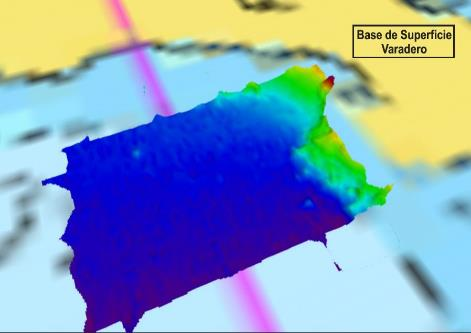 Base de Superficie
Varadero